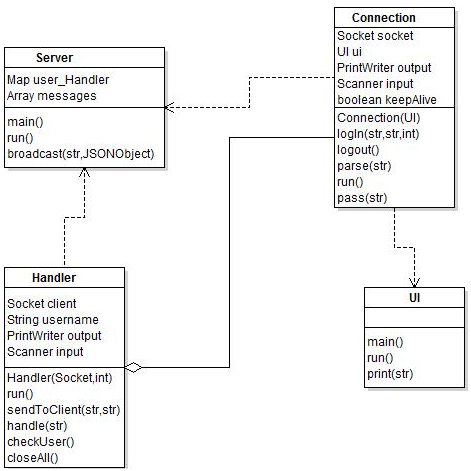 Connection
Socket socket
UI ui
PrintWriter output
Scanner input
boolean keepAlive
Connection(UI)
logIn(str,str,int)
logout()
parse(str)
run()
pass(str)
Server
Map user_Handler
Array messages
main()
run()
broadcast(str,JSONObject)
Handler
Socket client
String username
PrintWriter output
Scanner input
Handler(Socket,int)
run()
sendToClient(str,str)
handle(str)
checkUser()
closeAll()
UI
main()
run()
print(str)